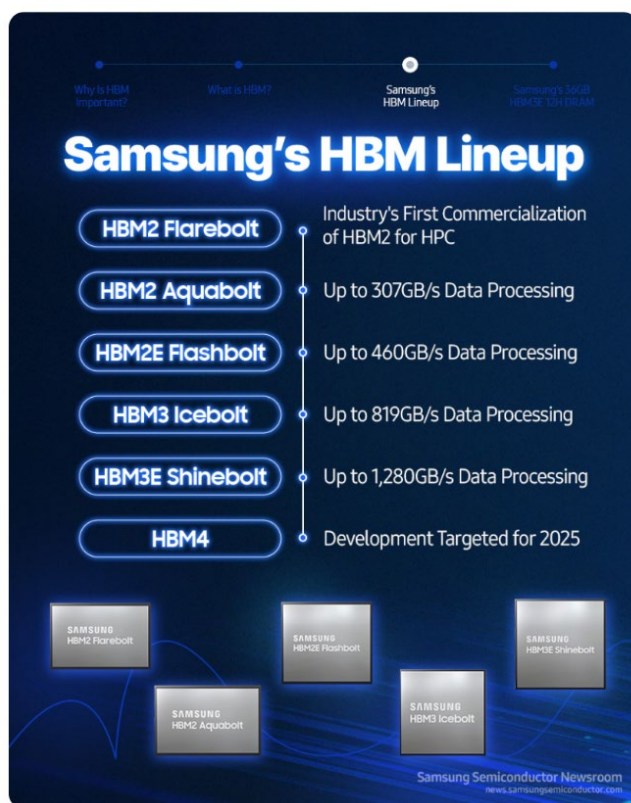 Why Is HBM
Important?
What is HBM?
Samsung's
HBM Lineup
Samsung's 36GB
HBM3E 12H DRAM
Samsung's HBM Lineup
HBM2 Flarebolt
Industry's First Commercialization
of HBM2 for HPC
HBM2 Aquabolt
Up to 307GB/s Data Processing
HBM2E Flashbolt
Up to 460GB/s Data Processing
HBM3 Icebolt
Up to 819GB/s Data Processing
HBM3E Shinebolt
Up to 1,280GB/s Data Processing
HBM4
Development Targeted for 2025
SAMSUNG
HBM2 Flarebolt
SAMSUNG
HBM2E Flashbolt
SAMSUNG
HBM3E Shinebolt
SAMSUNG
HBM2 Aquabolt
SAMSUNG
HBM3 Icebolt
Samsung Semiconductor Newsroom
news.samsungsemiconductor.com